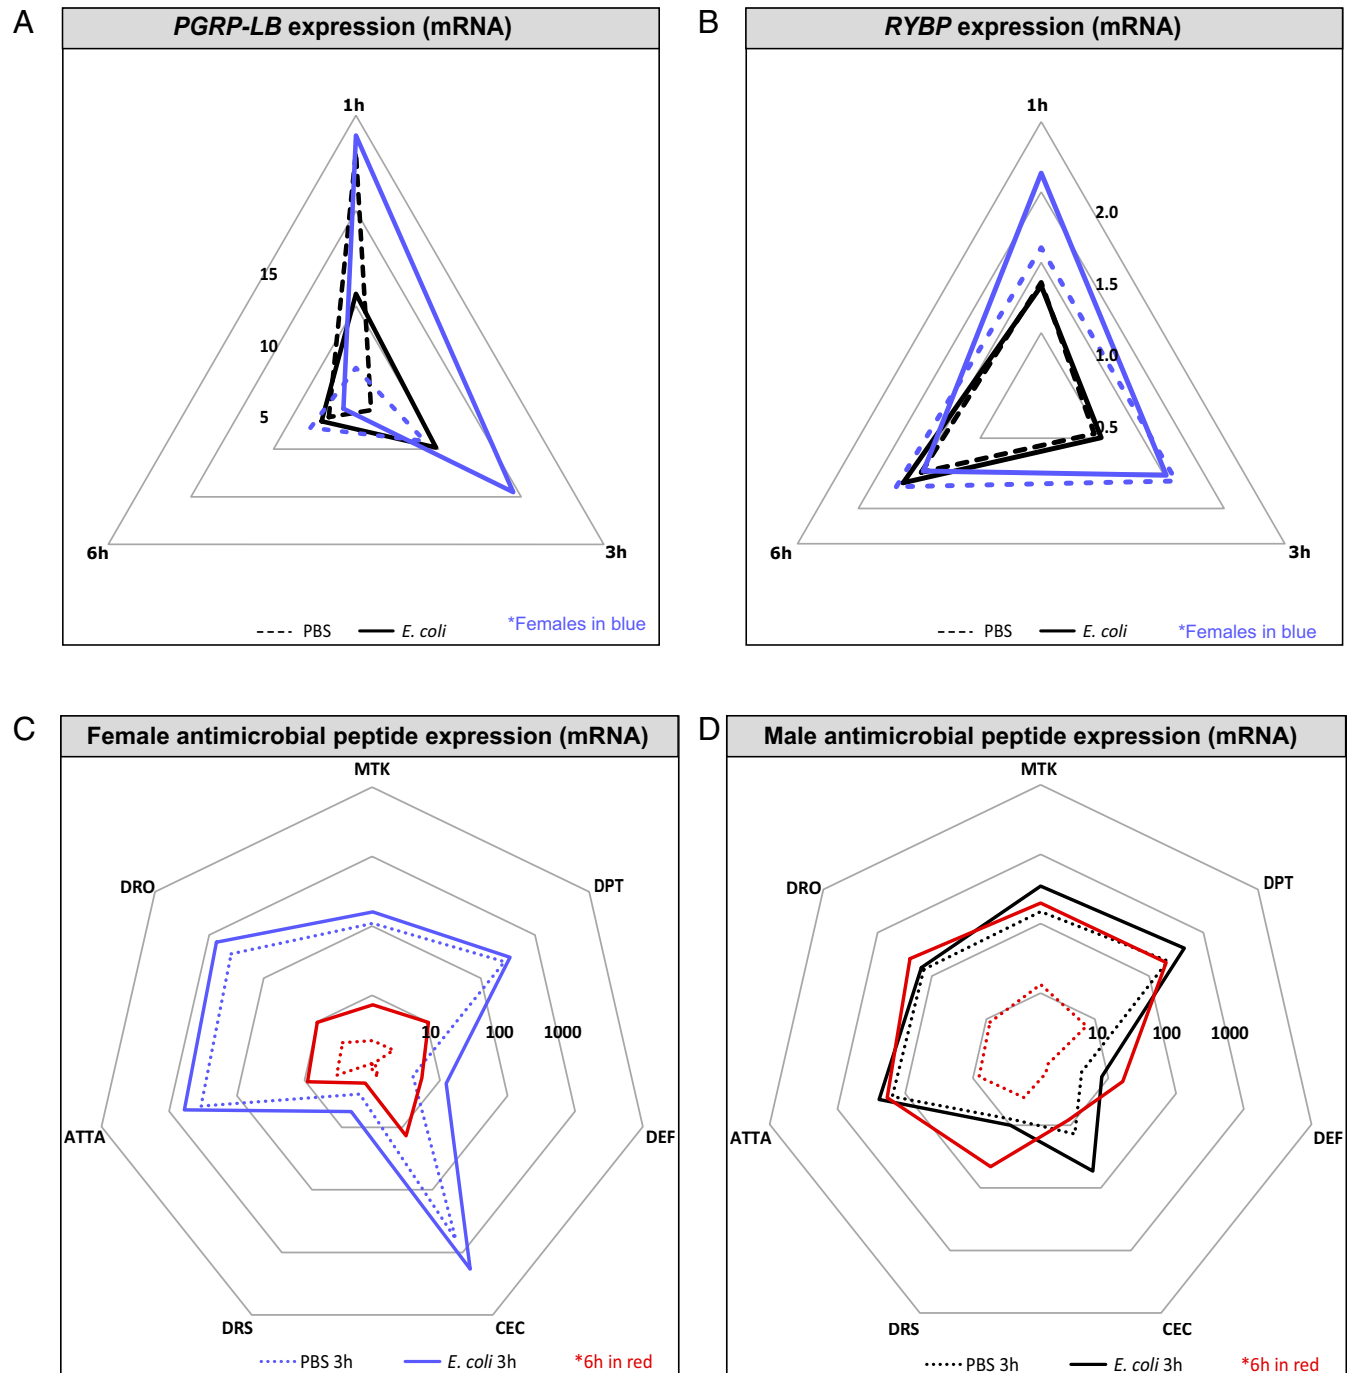 A
PGRP-LB expression (mRNA)
1h
15
10
5
6h
3h
PBS
E. coli
*Females in blue
B
RYBP expression (mRNA)
1h
2.0
1.5
1.0
0.5
6h
3h
PBS
E. coli
*Females in blue
C
Female antimicrobial peptide expression (mRNA)
MTK
DRO
DPT
10
100
1000
ATTA
DEF
DRS
CEC
PBS 3h
E. coli 3h
*6h in red
D
Male antimicrobial peptide expression (mRNA)
MTK
DRO
DPT
10
100
1000
ATTA
DEF
DRS
CEC
PBS 3h
E. coli 3h
*6h in red